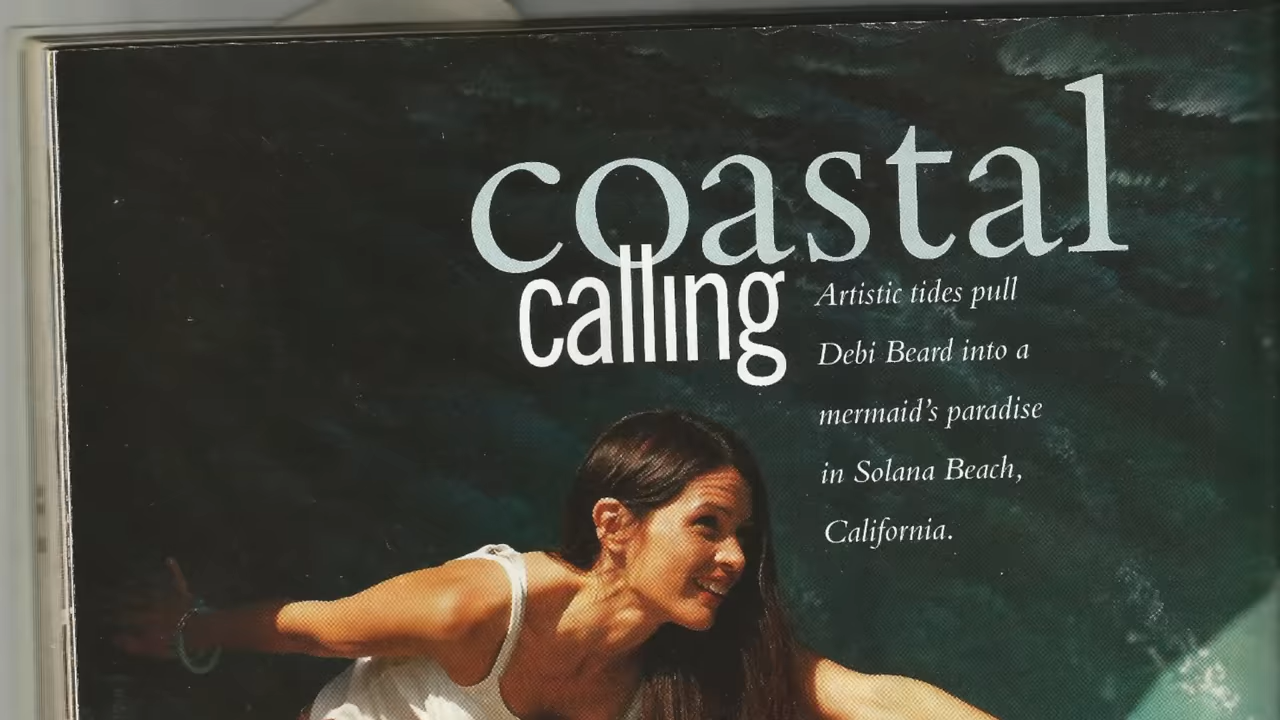 coastal
calling
Artistic tides pull
Debi Beard into a
mermaid's paradise
in Solana Beach,
California.